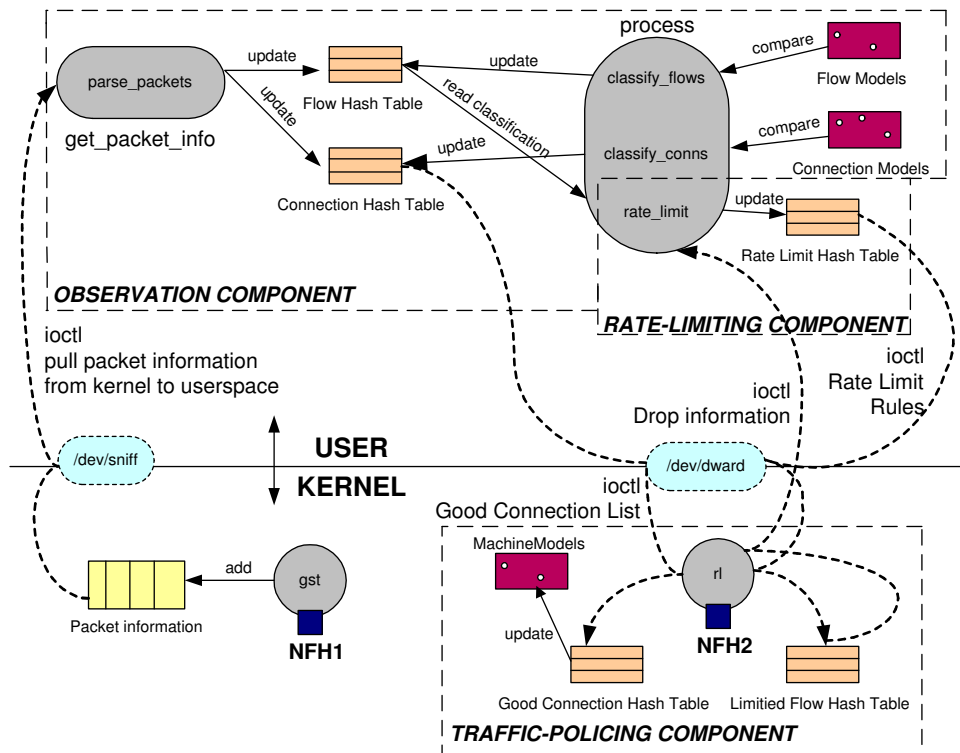 process
parse_packets
get_packet_info
update
update
Flow Hash Table
update
read classification
classify_flows
compare
Flow Models
update
Connection Hash Table
classify_conns
compare
Connection Models
rate_limit
update
Rate Limit Hash Table
OBSERVATION COMPONENT
RATE-LIMITING COMPONENT
ioctl
pull packet information
from kernel to userspace
ioctl
Drop information
ioctl
Rate Limit
Rules
/dev/sniff
USER
KERNEL
/dev/dward
ioctl
Good Connection List
MachineModels
add
gst
Packet information
NFH1
rl
NFH2
update
Good Connection Hash Table
Limitied Flow Hash Table
TRAFFIC-POLICING COMPONENT